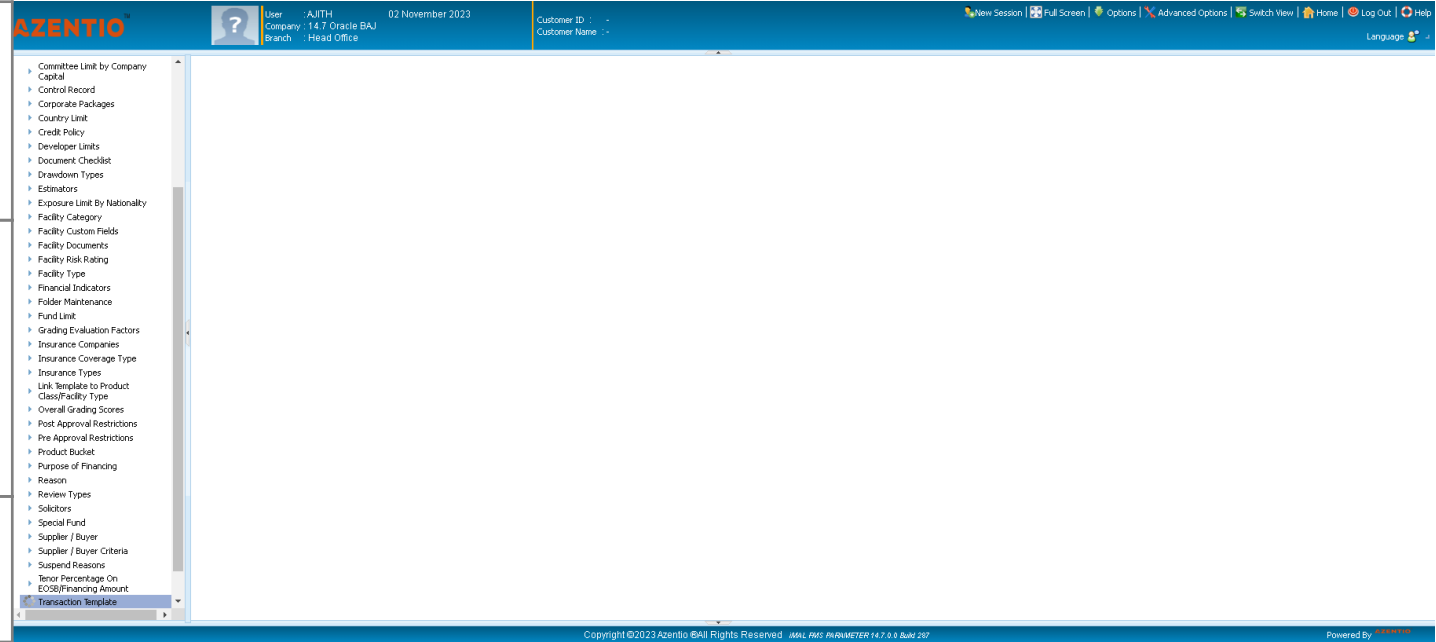 AZENTIO
User : AJITH 02 November 2023
Company : 14.7 Oracle BAJ
Branch : Head Office
Customer ID : -
Customer Name : -
New Session | Full Screen | Options | Advanced Options | Switch View | Home | Log Out | Help
Language
Committee Limit by Company
Capital
Control Record
Corporate Packages
Country Limit
Credit Policy
Developer Limits
Document Checklist
Drawdown Types
Estimators
Exposure Limit By Nationality
Facility Category
Facility Custom Fields
Facility Documents
Facility Risk Rating
Facility Type
Financial Indicators
Folder Maintenance
Fund Limit
Grading Evaluation Factors
Insurance Companies
Insurance Coverage Type
Insurance Types
Link Template to Product
Class/Facility Type
Overall Grading Scores
Post Approval Restrictions
Pre Approval Restrictions
Product Bucket
Purpose of Financing
Reason
Review Types
Solicitors
Special Fund
Supplier / Buyer
Supplier / Buyer Criteria
Suspend Reasons
Tenor Percentage On
EOSB/Financing Amount
Transaction Template
Copyright ©2023 Azentio ®All Rights Reserved iMAL FMS PARAMETER 14.7.0.0 Build 287
Powered By AZENTIO